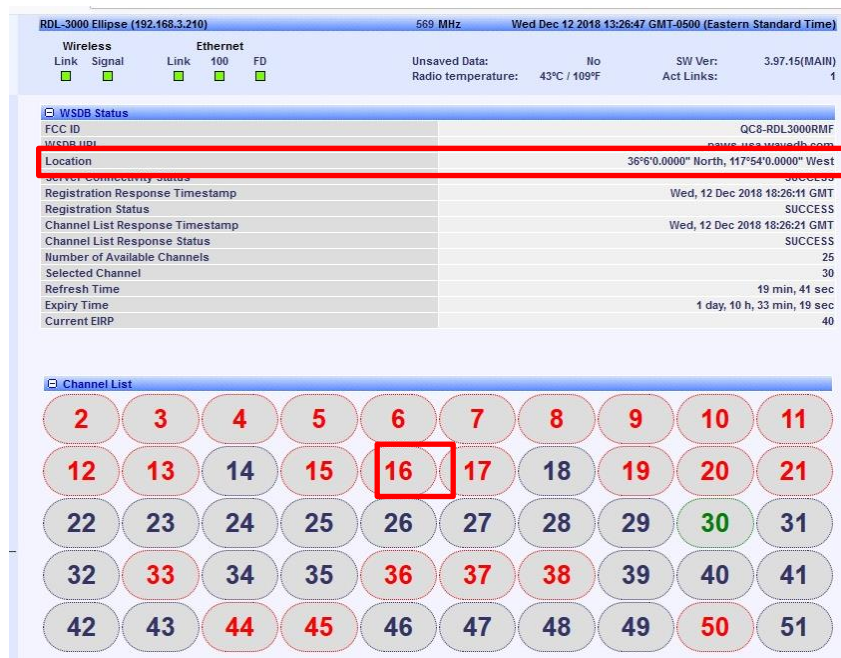 RDL-3000 Ellipse (192.168.3.210) 569 MHz Wed Dec 12 2018 13:26:47 GMT-0500 (Eastern Standard Time)
Wireless Ethernet
Link Signal Link 100 FD Unsaved Data: No SW Ver: 3.97.15(MAIN)
Radio temperature: 43°C / 109°F Act Links: 1
WSDB Status
FCC ID QC8-RDL3000RMF
WSDB URL paws-usa.wavedb.com
Location 36°6'0.0000" North, 117°54'0.0000" West
Server Connectivity Status SUCCESS
Registration Response Timestamp Wed, 12 Dec 2018 18:26:11 GMT
Registration Status SUCCESS
Channel List Response Timestamp Wed, 12 Dec 2018 18:26:21 GMT
Channel List Response Status SUCCESS
Number of Available Channels 25
Selected Channel 30
Refresh Time 19 min, 41 sec
Expiry Time 1 day, 10 h, 33 min, 19 sec
Current EIRP 40
Channel List
2 3 4 5 6 7 8 9 10 11
12 13 14 15 16 17 18 19 20 21
22 23 24 25 26 27 28 29 30 31
32 33 34 35 36 37 38 39 40 41
42 43 44 45 46 47 48 49 50 51